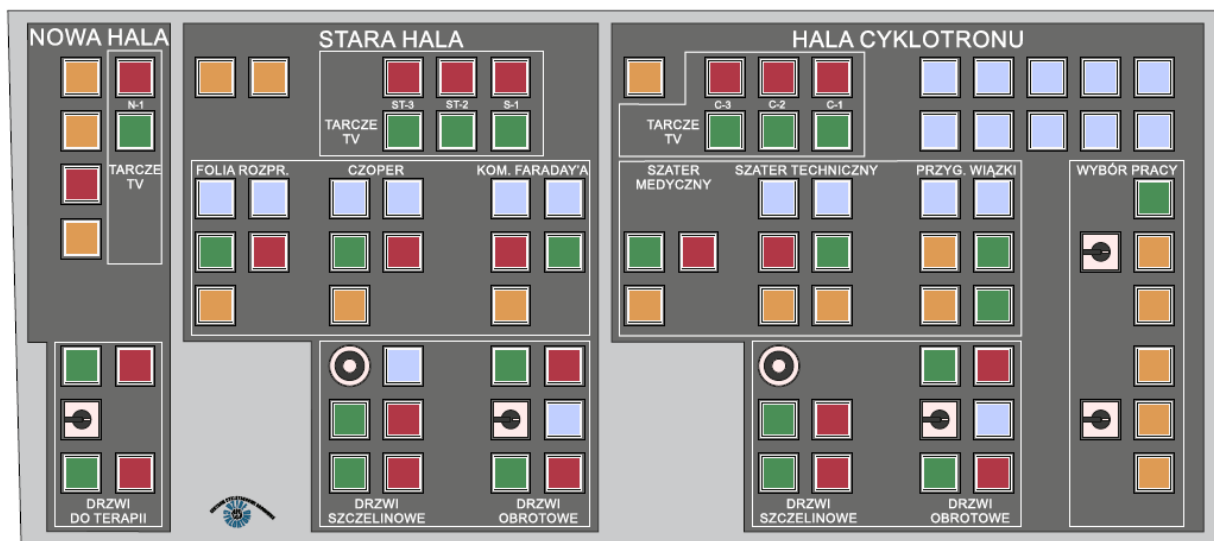 NOWA HALA
N-1
TARCZE
TV
DRZWI
DO TERAPII
STARA HALA
ST-3 ST-2 S-1
TARCZE
TV
FOLIA ROZPR. CZOPER KOM. FARADAY'A
DRZWI
SZCZELINOWE
DRZWI
OBROTOWE
HALA CYKLOTRONU
C-3 C-2 C-1
TARCZE
TV
SZATER
MEDYCZNY
SZATER TECHNICZNY
PRZYG. WIĄZKI
WYBÓR PRACY
DRZWI
SZCZELINOWE
DRZWI
OBROTOWE